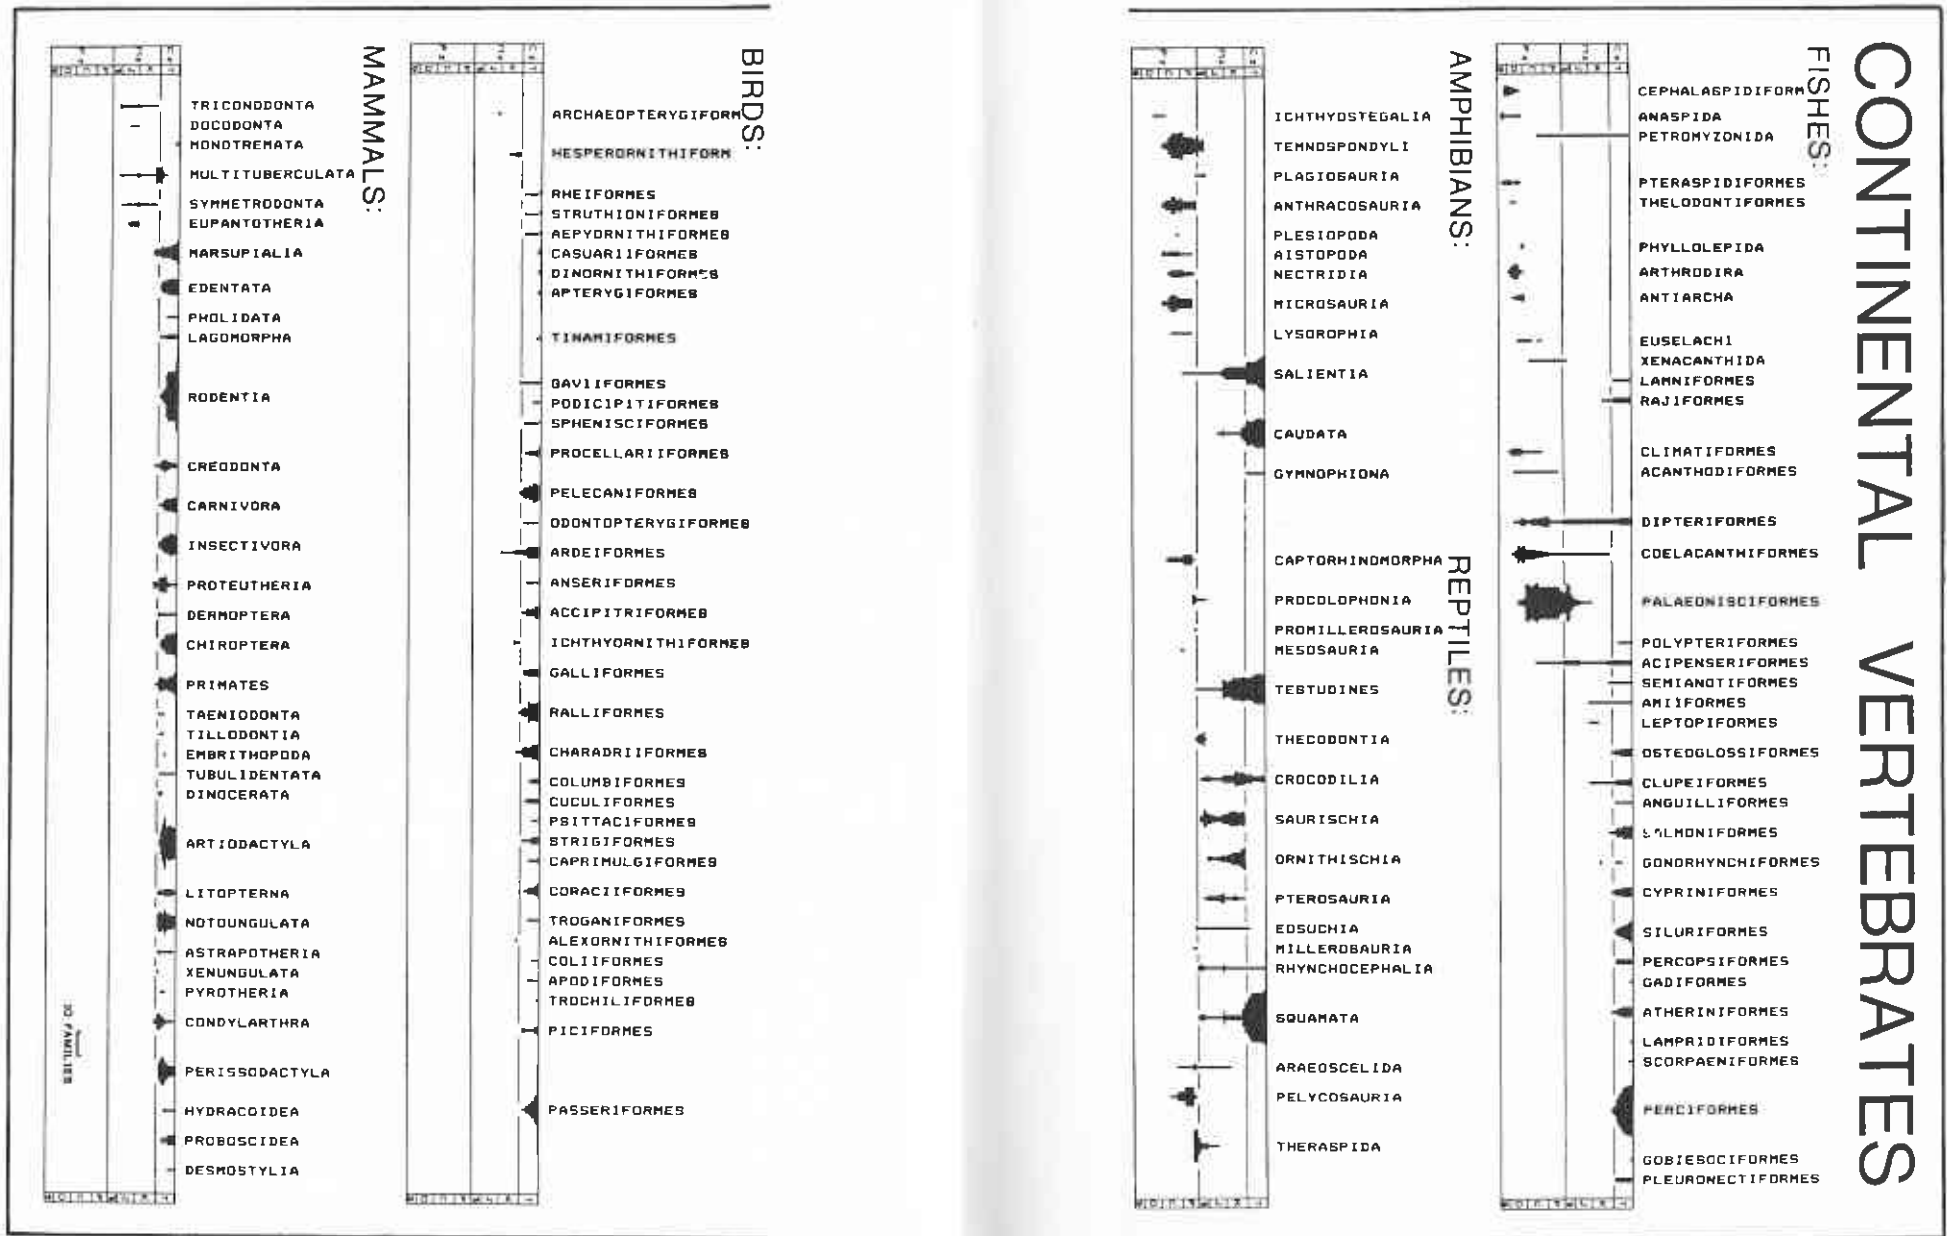 CONTINENTAL VERTEBRATES
FISHES:
CEPHALASPIDIFORM
ANASPIDA
PETROMYZONIDA
PTERASPIDIFORMES
THELODONTIFORMES
PHYLLOLEPIDA
ARTHRODIRA
ANTIARCHA
EUSELACHI
XENACANTHIDA
LAMNIFORMES
RAJIFORMES
CLIMATIFORMES
ACANTHODIFORMES
DIPTERIFORMES
COELACANTHIFORMES
PALAEONISCIFORMES
POLYPTERIFORMES
ACIPENSERIFORMES
SEMIANOTIFORMES
AMIIFORMES
LEPTOPIFORMES
OSTEOGLOSSIFORMES
CLUPEIFORMES
ANGUILLIFORMES
SALMONIFORMES
GONORHYNCHIFORMES
CYPRINIFORMES
SILURIFORMES
PERCOPSIFORMES
GADIFORMES
ATHERINIFORMES
LAMPRIDIFORMES
SCORPAENIFORMES
PERCIFORMES
GOBIESOCIFORMES
PLEURONECTIFORMES
AMPHIBIANS:
ICHTHYOSTEGALIA
TEMNOSPONDYLI
PLAGIOSAURIA
ANTHRACOSAURIA
PLESIOPODA
AISTOPODA
NECTRIDIA
MICROSAURIA
LYSOROPHIA
SALIENTIA
CAUDATA
GYMNOPHIONA
REPTILES:
CAPTORHINOMORPHA
PROCOLOPHONIA
PROMILLEROSAURIA
MESOSAURIA
TESTUDINES
THECODONTIA
CROCODILIA
SAURISCHIA
ORNITHISCHIA
PTEROSAURIA
EOSUCHIA
MILLEROSAURIA
RHYNCHOCEPHALIA
SQUAMATA
ARAEOSCELIDA
PELYCOSAURIA
THERASPIDA
BIRDS:
ARCHAEOPTERYGIFORM
HESPERORNITHIFORM
RHEIFORMES
STRUTHIONIFORMES
AEPYORNITHIFORMES
CASUARIIFORMES
DINORNITHIFORMES
APTERYGIFORMES
TINAMIFORMES
GAVIIFORMES
PODICIPITIFORMES
SPHENISCIFORMES
PROCELLARIIFORMES
PELECANIFORMES
ODONTOPTERYGIFORMES
ARDEIFORMES
ANSERIFORMES
ACCIPITRIFORMES
ICHTHYORNITHIFORMES
GALLIFORMES
RALLIFORMES
CHARADRIIFORMES
COLUMBIFORMES
CUCULIFORMES
PSITTACIFORMES
STRIGIFORMES
CAPRIMULGIFORMES
CORACIIFORMES
TROGANIFORMES
ALEXORNITHIFORMES
COLIIFORMES
APODIFORMES
TROCHILIFORMES
PICIFORMES
PASSERIFORMES
MAMMALS:
TRICONODONTA
DOCODONTA
MONOTREMATA
MULTITUBERCULATA
SYMMETRODONTA
EUPANTOTHERIA
MARSUPIALIA
EDENTATA
PHOLIDATA
LAGOMORPHA
RODENTIA
CREODONTA
CARNIVORA
INSECTIVORA
PROTEUTHERIA
DERMOPTERA
CHIROPTERA
PRIMATES
TAENIODONTA
TILLODONTIA
EMBRITHOPODA
TUBULIDENTATA
DINOCERATA
ARTIODACTYLA
LITOPTERNA
NOTOUNGULATA
ASTRAPOTHERIA
XENUNGULATA
PYROTHERIA
CONDYLARTHRA
PERISSODACTYLA
HYDRACOIDEA
PROBOSCIDEA
DESMOSTYLIA
FAMILIES